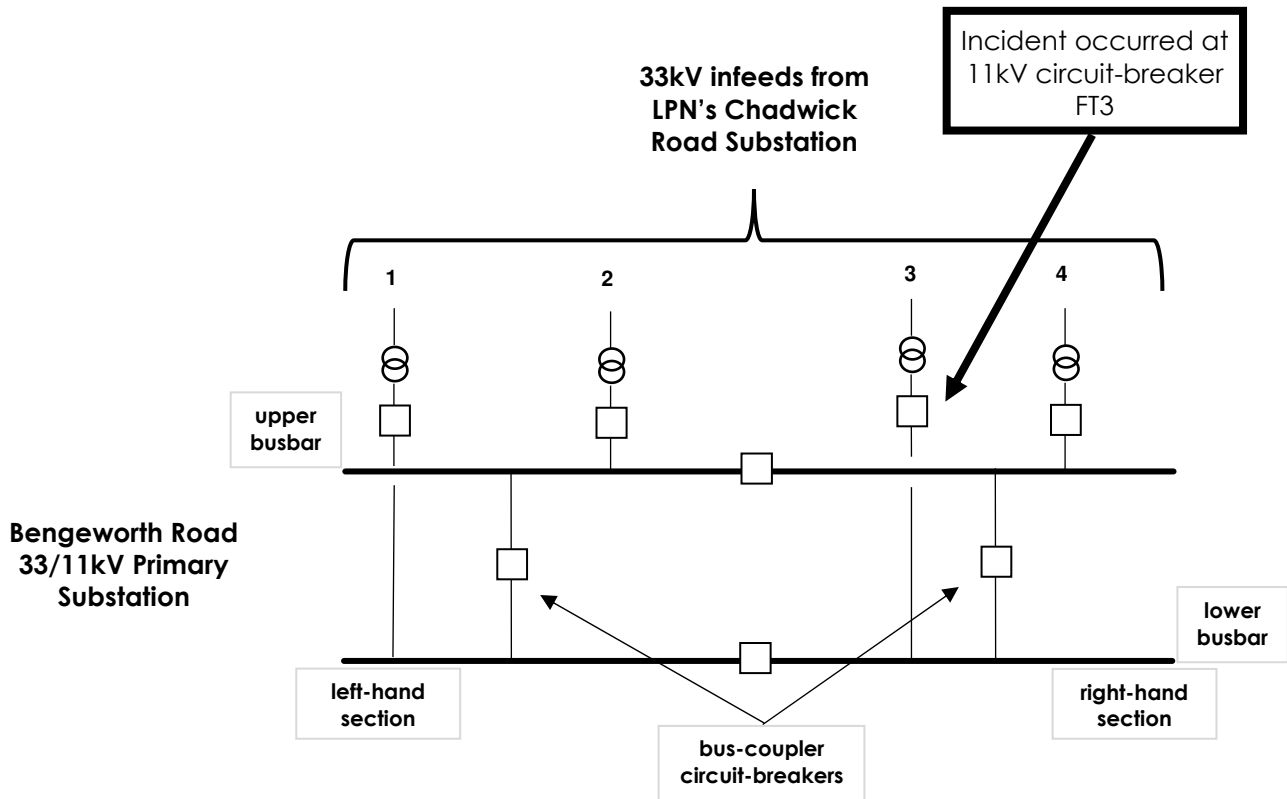 Incident occurred at
11kV circuit-breaker
FT3
33kV infeeds from
LPN's Chadwick
Road Substation
1
2
3
4
upper
busbar
Bengeworth Road
33/11kV Primary
Substation
lower
busbar
left-hand
section
right-hand
section
bus-coupler
circuit-breakers